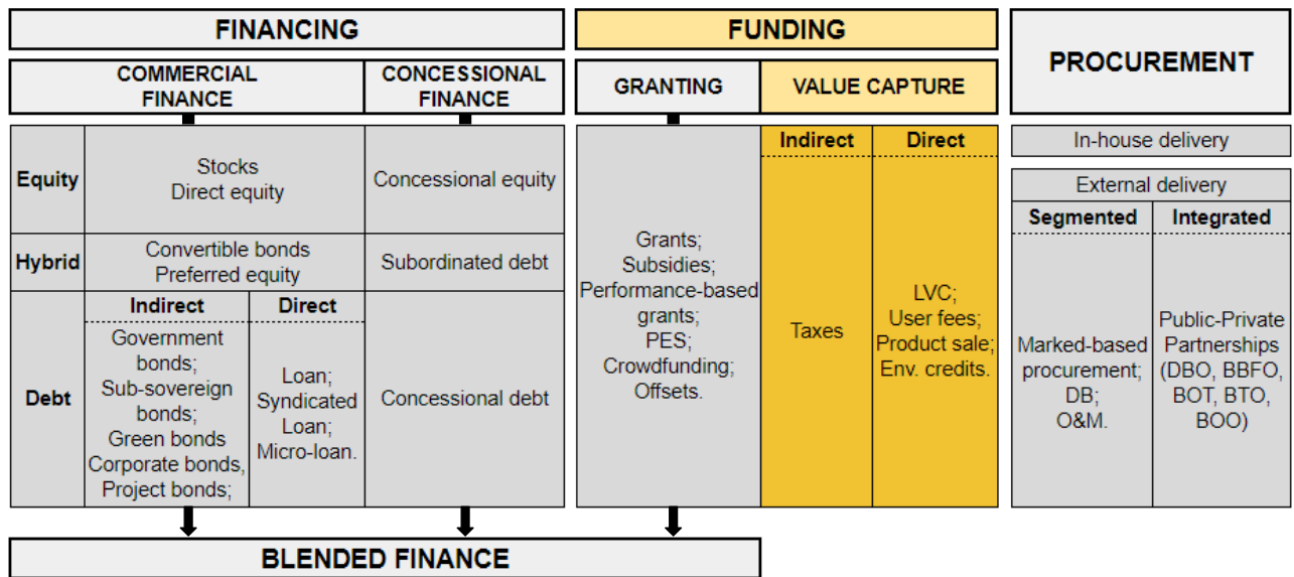 FINANCING
FUNDING
PROCUREMENT
COMMERCIAL
FINANCE
CONCESSIONAL
FINANCE
GRANTING
VALUE CAPTURE
Equity
Stocks
Direct equity
Concessional equity
Hybrid
Convertible bonds
Preferred equity
Subordinated debt
Debt
Indirect
Government
bonds;
Sub-sovereign
bonds;
Green bonds
Corporate bonds,
Project bonds;
Direct
Loan;
Syndicated
Loan;
Micro-loan.
Concessional debt
Grants;
Subsidies;
Performance-based
grants;
PES;
Crowdfunding;
Offsets.
Indirect
Taxes
Direct
LVC;
User fees;
Product sale;
Env. credits.
In-house delivery
External delivery
Segmented
Marked-based
procurement;
DB;
O&M.
Integrated
Public-Private
Partnerships
(DBO, BBFO,
BOT, BTO,
BOO)
BLENDED FINANCE